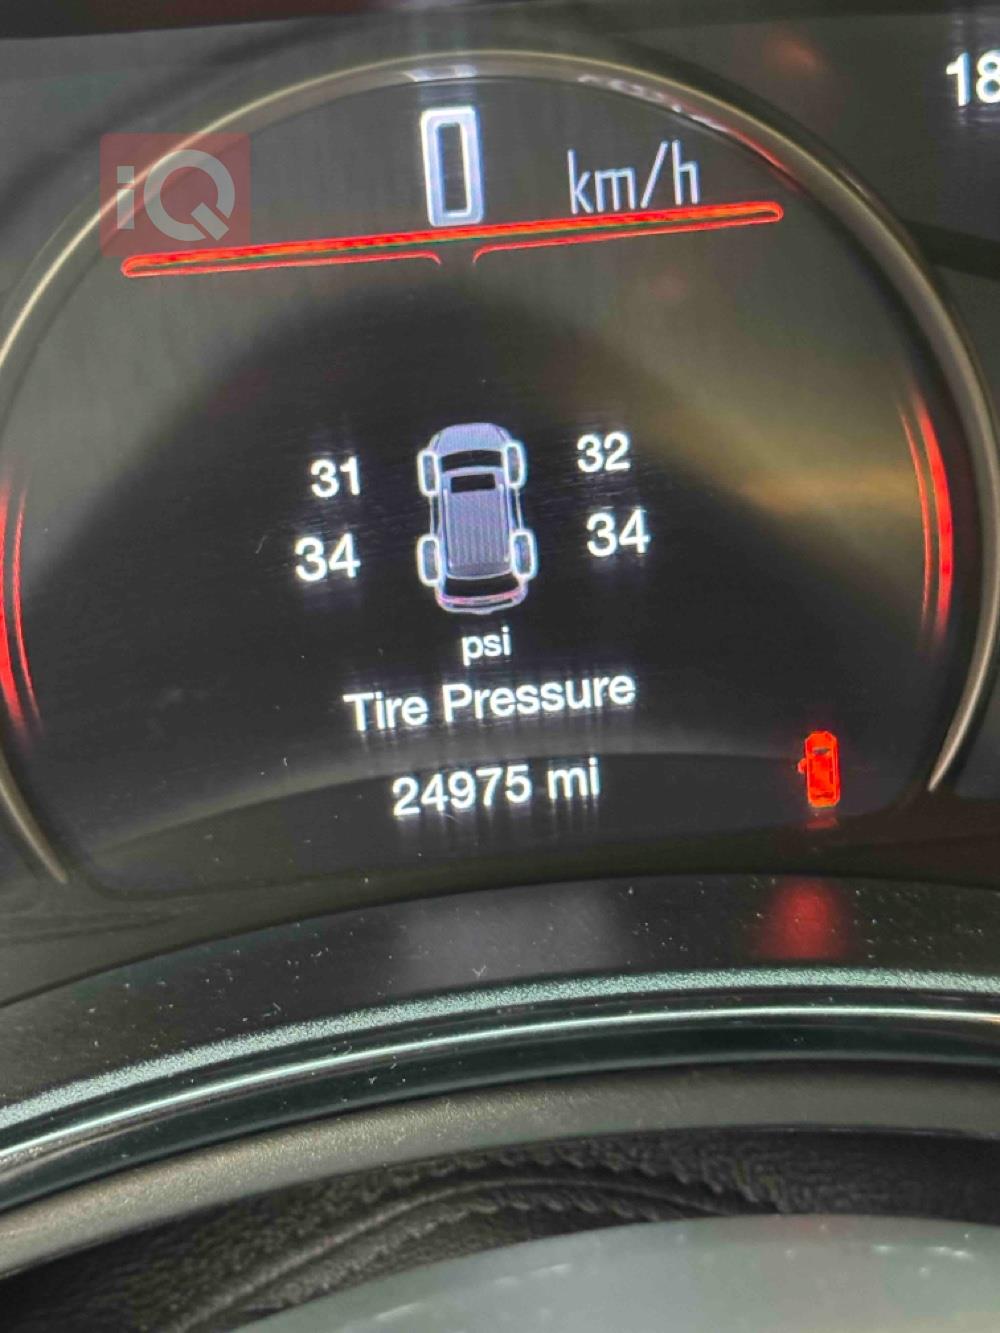 iQ
18
0 km/h
31 32
34 34
psi
Tire Pressure
24975 mi